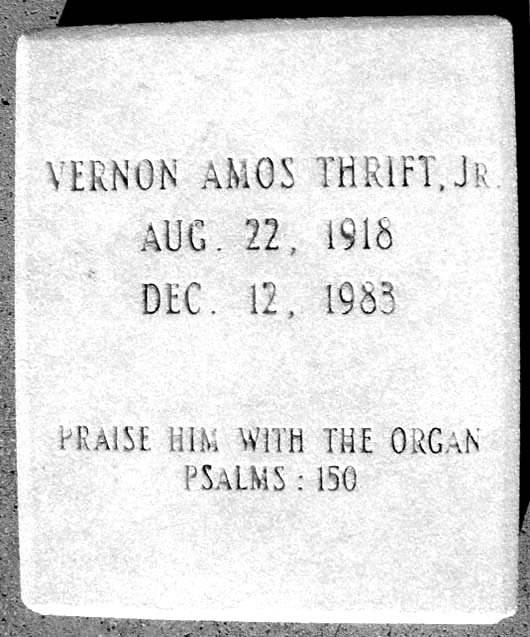 VERNON AMOS THRIFT, JR.
AUG. 22, 1918
DEC. 12, 1983
PRAISE HIM WITH THE ORGAN
PSALMS : 150